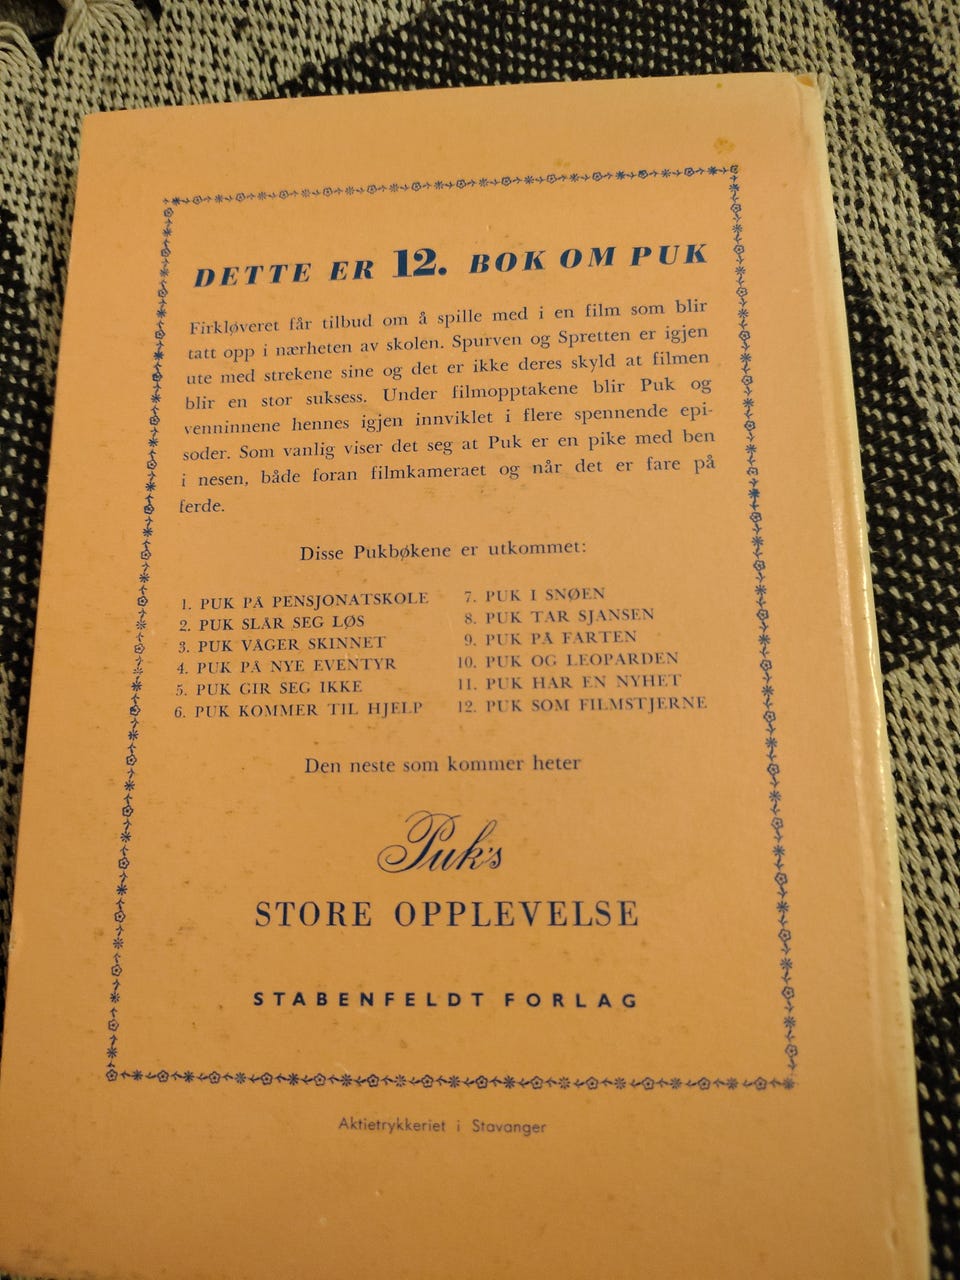 DETTE ER 12. BOK OM PUK
Firkløveret får tilbud om å spille med i en film som blir
tatt opp i nærheten av skolen. Spurven og Spretten er igjen
ute med strekene sine og det er ikke deres skyld at filmen
blir en stor suksess. Under filmopptakene blir Puk og
venninnene hennes igjen innviklet i flere spennende epi-
soder. Som vanlig viser det seg at Puk er en pike med ben
i nesen, både foran filmkameraet og når det er fare på
ferde.
Disse Pukbøkene er utkommet:
1. PUK PÅ PENSJONATSKOLE
2. PUK SLÅR SEG LØS
3. PUK VÅGER SKINNET
4. PUK PÅ NYE EVENTYR
5. PUK GIR SEG IKKE
6. PUK KOMMER TIL HJELP
7. PUK I SNØEN
8. PUK TAR SJANSEN
9. PUK PÅ FARTEN
10. PUK OG LEOPARDEN
11. PUK HAR EN NYHET
12. PUK SOM FILMSTJERNE
Den neste som kommer heter
Puk's
STORE OPPLEVELSE
STABENFELDT FORLAG
Aktietrykkeriet i Stavanger